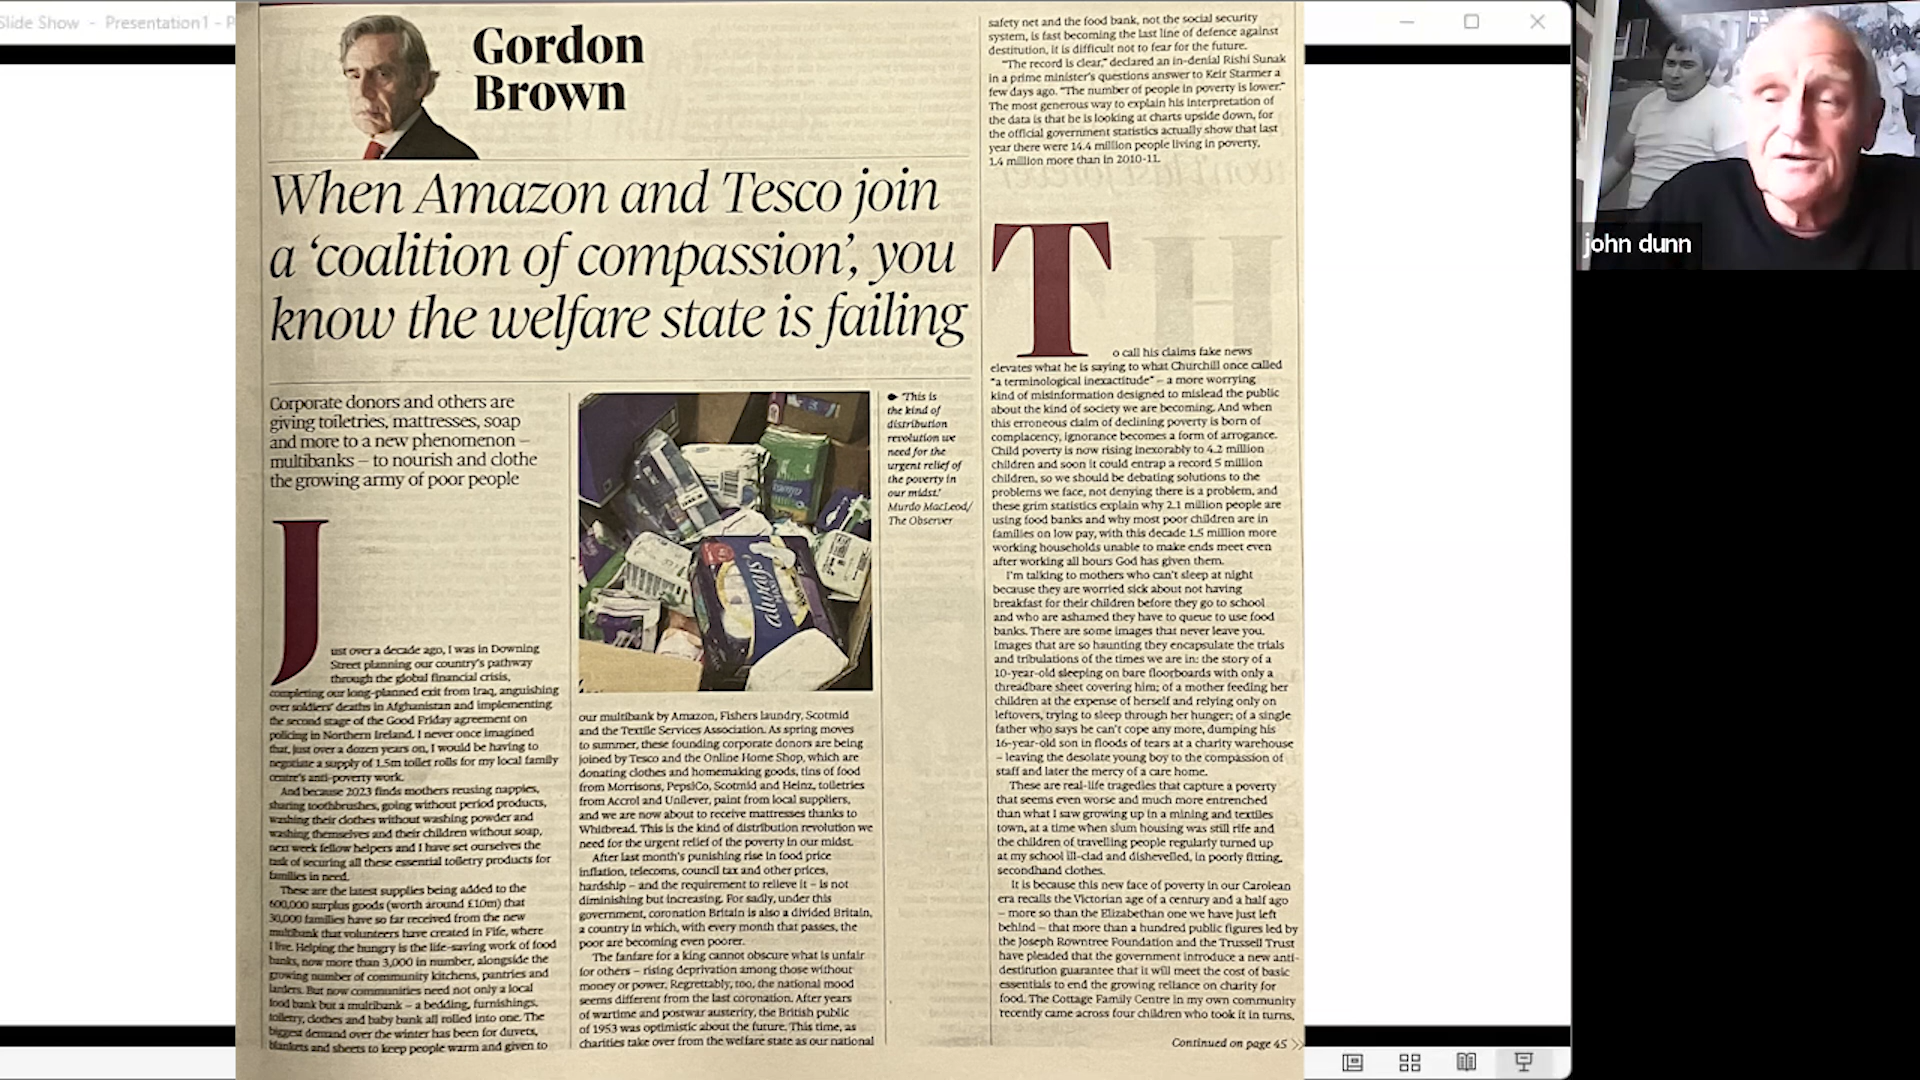 Slide Show - Presentation1 - P
Gordon
Brown
When Amazon and Tesco join
a ‘coalition of compassion’, you
know the welfare state is failing
Corporate donors and others are
giving toiletries, mattresses, soap
and more to a new phenomenon –
multibanks – to nourish and clothe
the growing army of poor people
Just over a decade ago, I was in Downing
Street planning our country's pathway
through the global financial crisis,
completing our long-planned exit from Iraq, anguishing
over soldiers' deaths in Afghanistan and implementing
the second stage of the Good Friday agreement on
policing in Northern Ireland. I never once imagined
that, just over a dozen years on, I would be having to
negotiate a supply of 1.5m toilet rolls for my local family
centre's anti-poverty work.
And because 2023 finds mothers reusing nappies,
sharing toothbrushes, going without period products,
washing their clothes without washing powder and
washing themselves and their children without soap,
next week fellow helpers and I have set ourselves the
task of securing all these essential toiletry products for
families in need.
These are the latest supplies being added to the
600,000 surplus goods (worth around £10m) that
30,000 families have so far received from the new
multibank that volunteers have created in Fife, where
I live. Helping the hungry is the life-saving work of food
banks, now more than 3,000 in number, alongside the
growing number of community kitchens, pantries and
larders. But now communities need not only a local
food bank but a multibank – a bedding, furnishings,
toiletry, clothes and baby bank all rolled into one. The
biggest demand over the winter has been for duvets,
blankets and sheets to keep people warm and given to
always
‘This is
the kind of
distribution
revolution we
need for the
urgent relief of
the poverty in
our midst.’
Murdo MacLeod/
The Observer
our multibank by Amazon, Fishers laundry, Scotmid
and the Textile Services Association. As spring moves
to summer, these founding corporate donors are being
joined by Tesco and the Online Home Shop, which are
donating clothes and homemaking goods, tins of food
from Morrisons, PepsiCo, Scotmid and Heinz, toiletries
from Accrol and Unilever, paint from local suppliers,
and we are now about to receive mattresses thanks to
Whitbread. This is the kind of distribution revolution we
need for the urgent relief of the poverty in our midst.
After last month's punishing rise in food price
inflation, telecoms, council tax and other prices,
hardship – and the requirement to relieve it – is not
diminishing but increasing. For sadly, under this
government, coronation Britain is also a divided Britain,
a country in which, with every month that passes, the
poor are becoming even poorer.
The fanfare for a king cannot obscure what is unfair
for others – rising deprivation among those without
money or power. Regrettably, too, the national mood
seems different from the last coronation. After years
of wartime and postwar austerity, the British public
of 1953 was optimistic about the future. This time, as
charities take over from the welfare state as our national
safety net and the food bank, not the social security
system, is fast becoming the last line of defence against
destitution, it is difficult not to fear for the future.
“The record is clear,” declared an in-denial Rishi Sunak
in a prime minister's questions answer to Keir Starmer a
few days ago. “The number of people in poverty is lower.”
The most generous way to explain his interpretation of
the data is that he is looking at charts upside down, for
the official government statistics actually show that last
year there were 14.4 million people living in poverty,
1.4 million more than in 2010-11.
To call his claims fake news
elevates what he is saying to what Churchill once called
“a terminological inexactitude” – a more worrying
kind of misinformation designed to mislead the public
about the kind of society we are becoming. And when
this erroneous claim of declining poverty is born of
complacency, ignorance becomes a form of arrogance.
Child poverty is now rising inexorably to 4.2 million
children and soon it could entrap a record 5 million
children, so we should be debating solutions to the
problems we face, not denying there is a problem, and
these grim statistics explain why 2.1 million people are
using food banks and why most poor children are in
families on low pay, with this decade 1.5 million more
working households unable to make ends meet even
after working all hours God has given them.
I'm talking to mothers who can't sleep at night
because they are worried sick about not having
breakfast for their children before they go to school
and who are ashamed they have to queue to use food
banks. There are some images that never leave you.
Images that are so haunting they encapsulate the trials
and tribulations of the times we are in: the story of a
10-year-old sleeping on bare floorboards with only a
threadbare sheet covering him; of a mother feeding her
children at the expense of herself and relying only on
leftovers, trying to sleep through her hunger; of a single
father who says he can't cope any more, dumping his
16-year-old son in floods of tears at a charity warehouse
– leaving the desolate young boy to the compassion of
staff and later the mercy of a care home.
These are real-life tragedies that capture a poverty
that seems even worse and much more entrenched
than what I saw growing up in a mining and textiles
town, at a time when slum housing was still rife and
the children of travelling people regularly turned up
at my school ill-clad and dishevelled, in poorly fitting,
secondhand clothes.
It is because this new face of poverty in our Carolean
era recalls the Victorian age of a century and a half ago
– more so than the Elizabethan one we have just left
behind – that more than a hundred public figures led by
the Joseph Rowntree Foundation and the Trussell Trust
have pleaded that the government introduce a new anti-
destitution guarantee that it will meet the cost of basic
essentials to end the growing reliance on charity for
food. The Cottage Family Centre in my own community
recently came across four children who took it in turns,
Continued on page 45 >>
john dunn